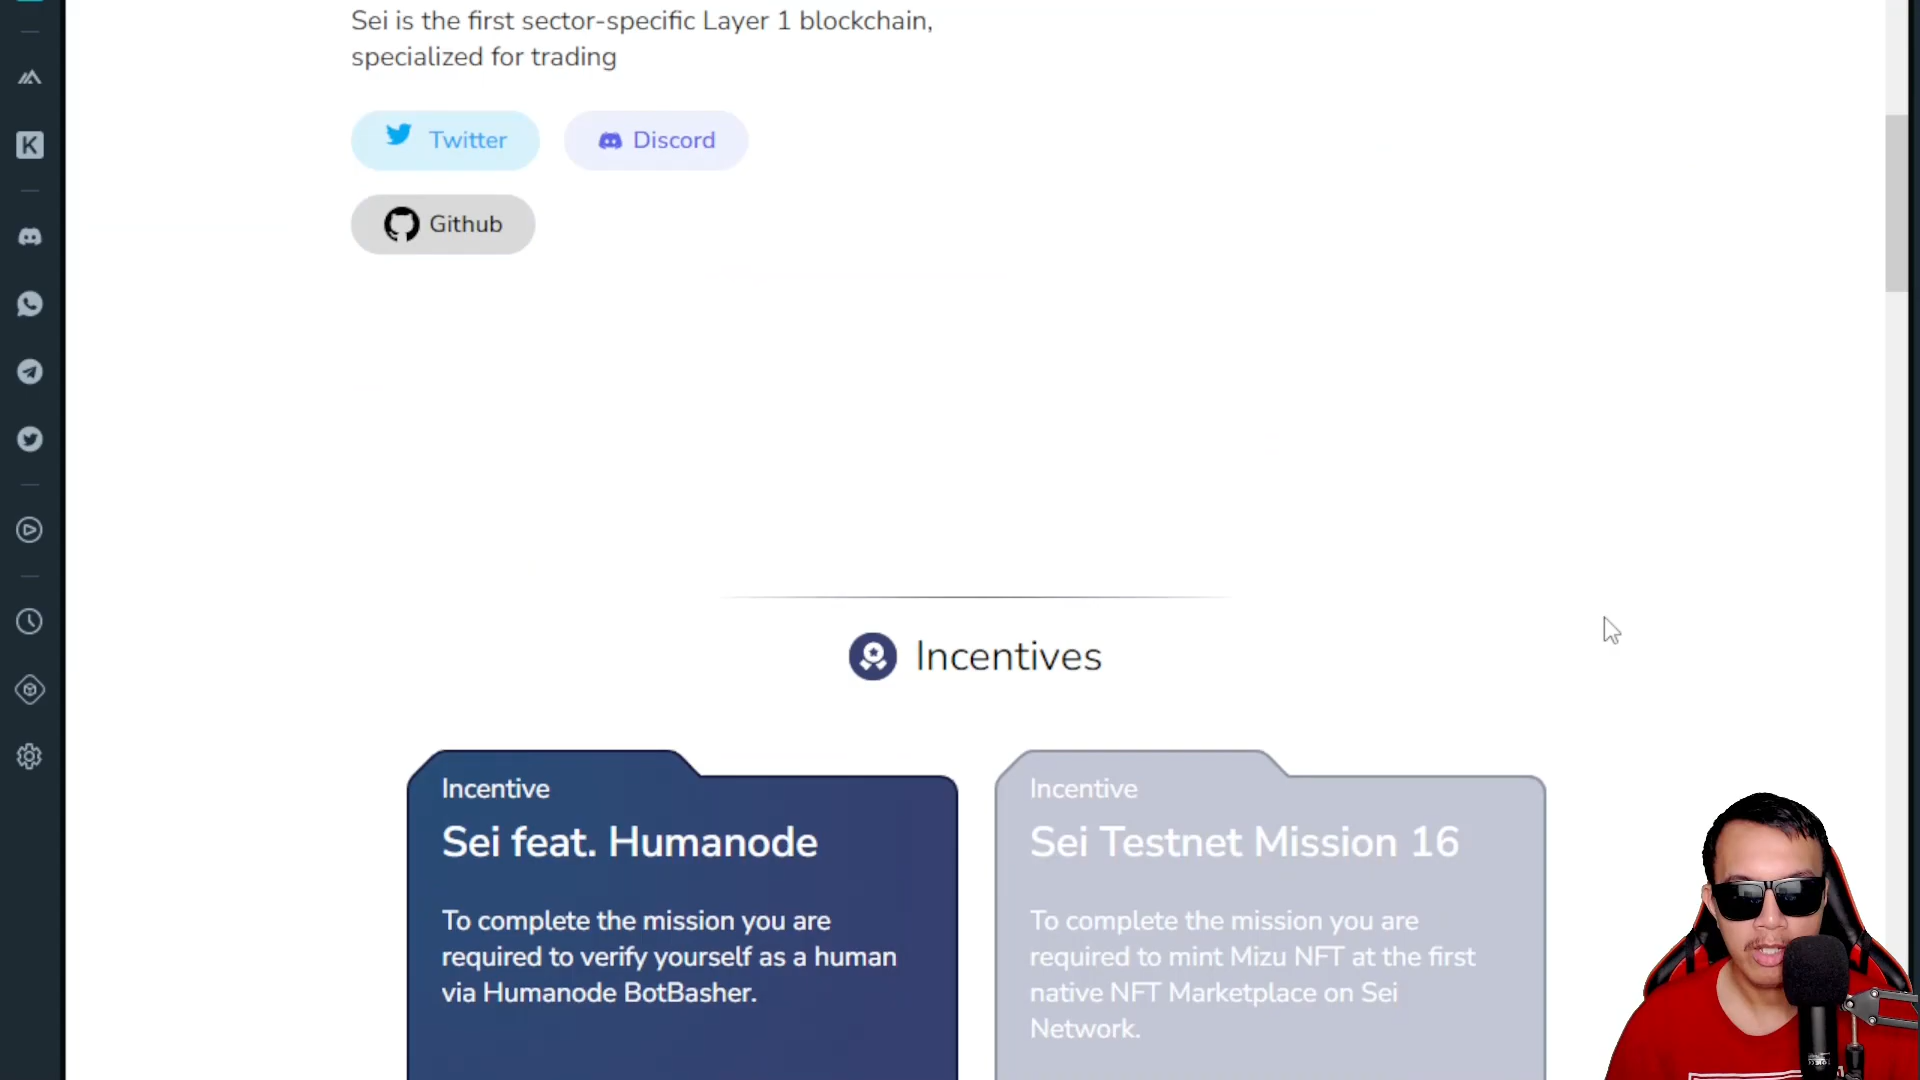 Sei is the first sector-specific Layer 1 blockchain,
specialized for trading
Twitter
Discord
Github
Incentives
Incentive
Sei feat. Humanode
To complete the mission you are
required to verify yourself as a human
via Humanode BotBasher.
Incentive
Sei Testnet Mission 16
To complete the mission you are
required to mint Mizu NFT at the first
native NFT Marketplace on Sei
Network.
K